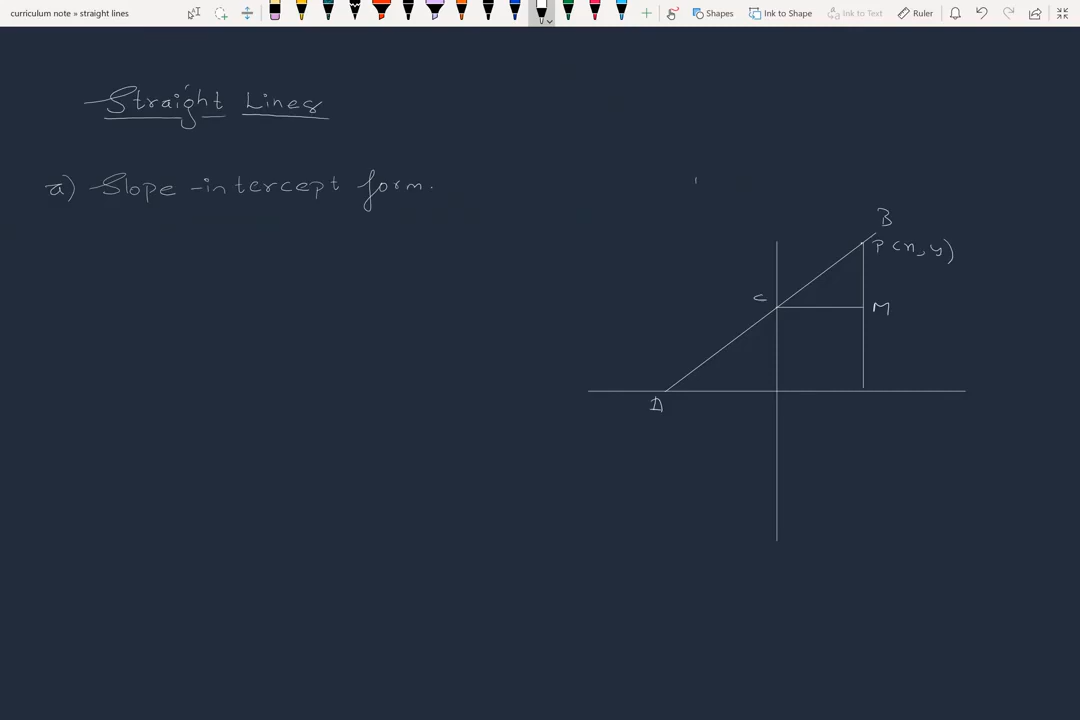 curriculum note » straight lines
Shapes
Ink to Shape
Ink to Text
Ruler
Straight Lines
a) Slope-intercept form.
B
P(x, y)
C
M
D